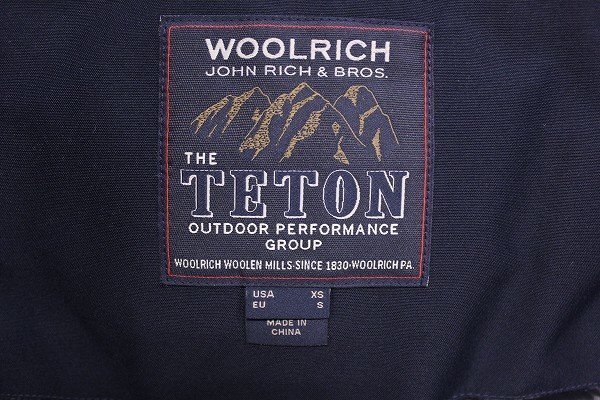 WOOLRICH
JOHN RICH & BROS.
THE
TETON
OUTDOOR PERFORMANCE
GROUP
WOOLRICH WOOLEN MILLS·SINCE 1830·WOOLRICH PA.
USA XS
EU S
MADE IN
CHINA